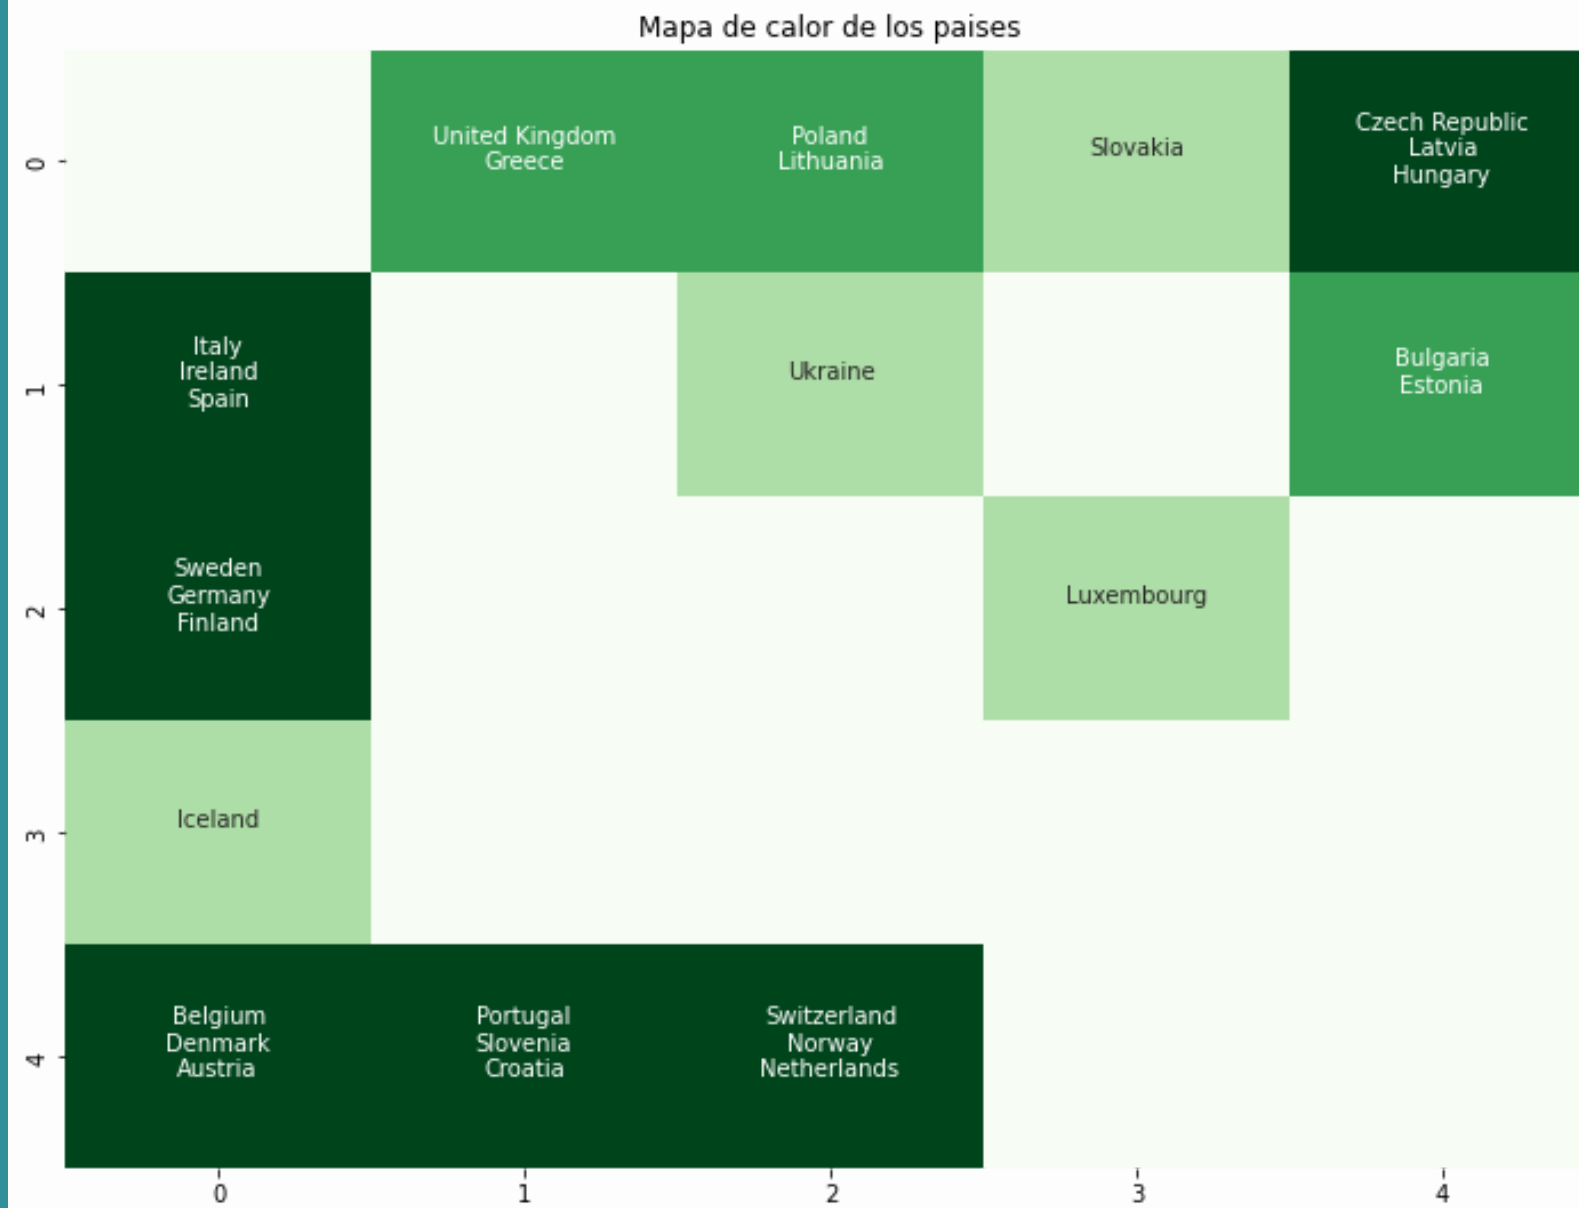 Mapa de calor de los paises
0
United Kingdom
Greece
Poland
Lithuania
Slovakia
Czech Republic
Latvia
Hungary
1
Italy
Ireland
Spain
Ukraine
Bulgaria
Estonia
2
Sweden
Germany
Finland
Luxembourg
3
Iceland
4
Belgium
Denmark
Austria
Portugal
Slovenia
Croatia
Switzerland
Norway
Netherlands
0 1 2 3 4